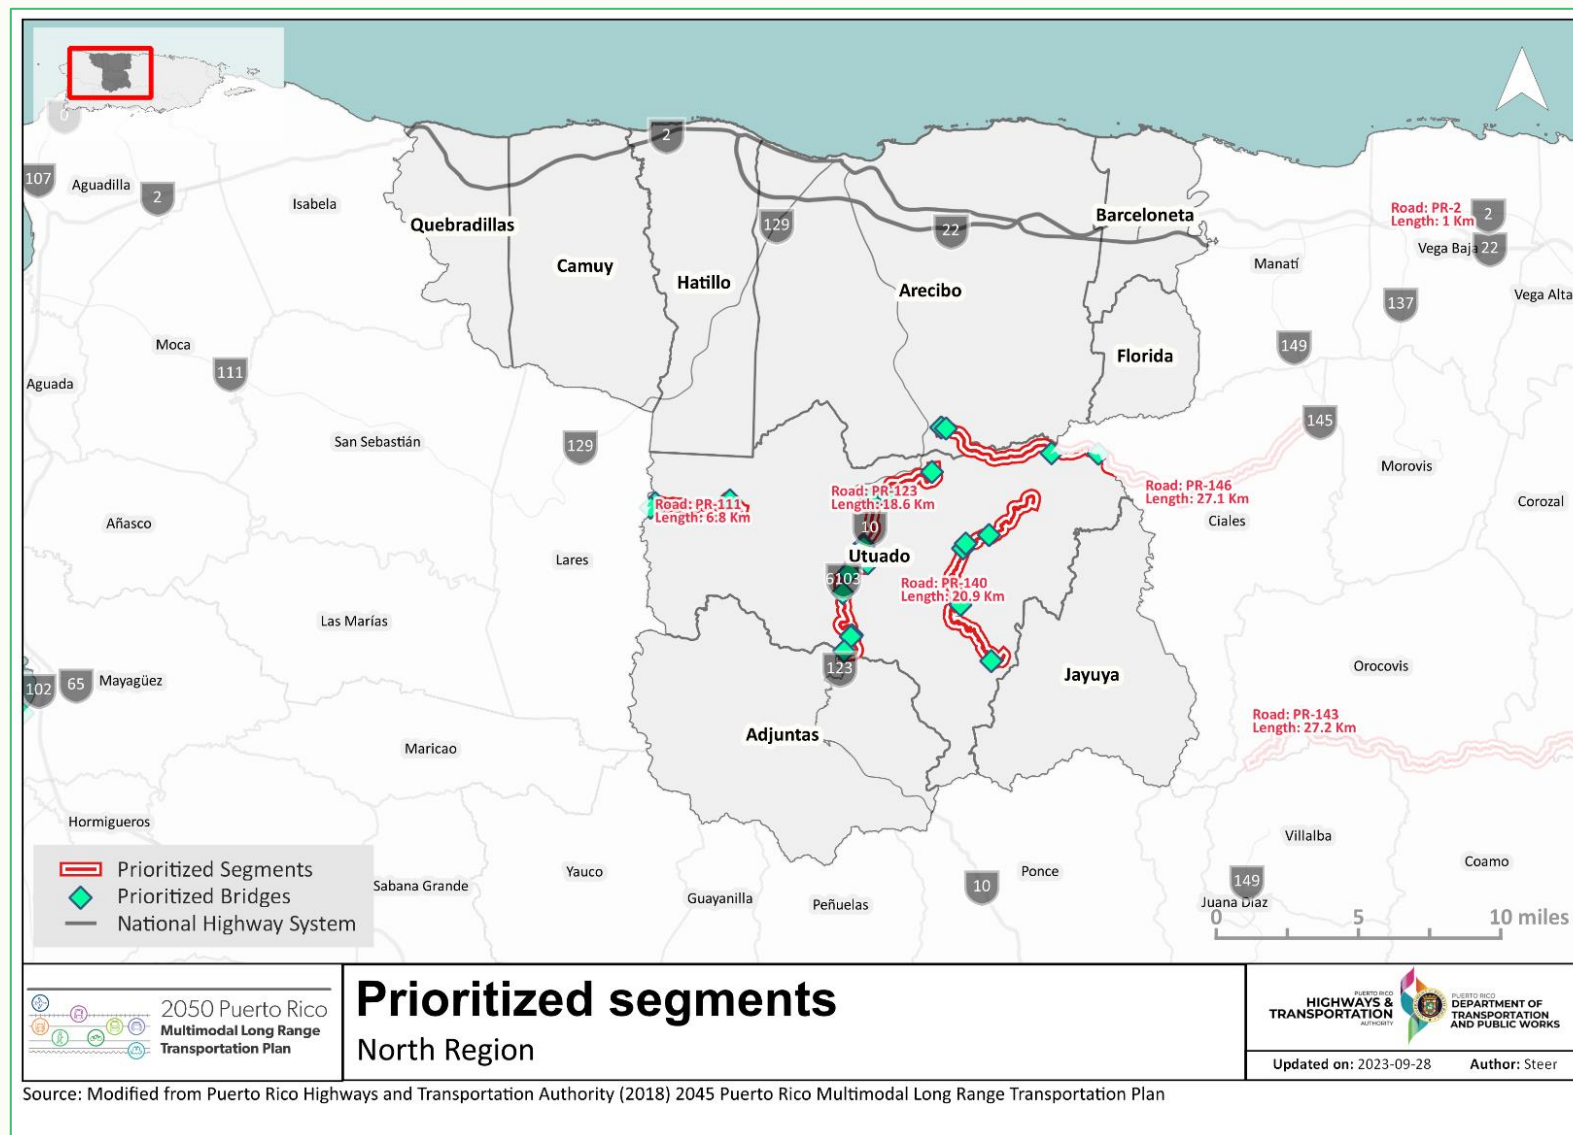 0
107
Aguadilla
2
Isabela
2
129
22
Quebradillas
Camuy
Hatillo
Arecibo
Barceloneta
Road: PR-2
Length: 1 Km
2
22
Vega Baja
Manatí
Vega Alta
137
Moca
111
Aguada
149
Florida
San Sebastián
129
145
Morovis
Road: PR-146
Length: 27.1 Km
Ciales
Corozal
Road: PR-111
Length: 6.8 Km
Road: PR-123
Length: 18.6 Km
10
Utuado
6103
Road: PR-140
Length: 20.9 Km
Añasco
Lares
Las Marías
102
65
Mayagüez
123
Jayuya
Orocovis
Adjuntas
Road: PR-143
Length: 27.2 Km
Maricao
Hormigueros
Villalba
Coamo
Sabana Grande
Yauco
Guayanilla
Peñuelas
10
Ponce
149
Juana Díaz
Prioritized Segments
Prioritized Bridges
National Highway System
0 5 10 miles
2050 Puerto Rico
Multimodal Long Range
Transportation Plan
Prioritized segments
North Region
PUERTO RICO
HIGHWAYS &
TRANSPORTATION
AUTHORITY
PUERTO RICO
DEPARTMENT OF
TRANSPORTATION
AND PUBLIC WORKS
Updated on: 2023-09-28 Author: Steer
Source: Modified from Puerto Rico Highways and Transportation Authority (2018) 2045 Puerto Rico Multimodal Long Range Transportation Plan